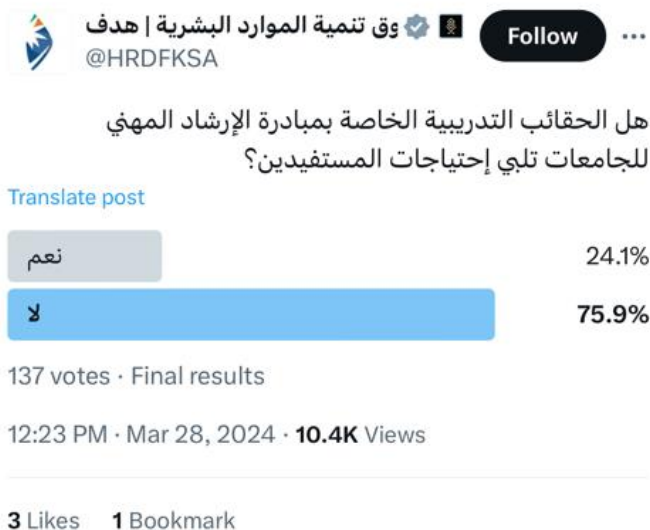 وق تنمية الموارد البشرية | هدف
Follow
@HRDFKSA
هل الحقائب التدريبية الخاصة بمبادرة الإرشاد المهني
للجامعات تلبي إحتياجات المستفيدين؟
Translate post
نعم 24.1%
لا 75.9%
137 votes · Final results
12:23 PM · Mar 28, 2024 · 10.4K Views
3 Likes 1 Bookmark